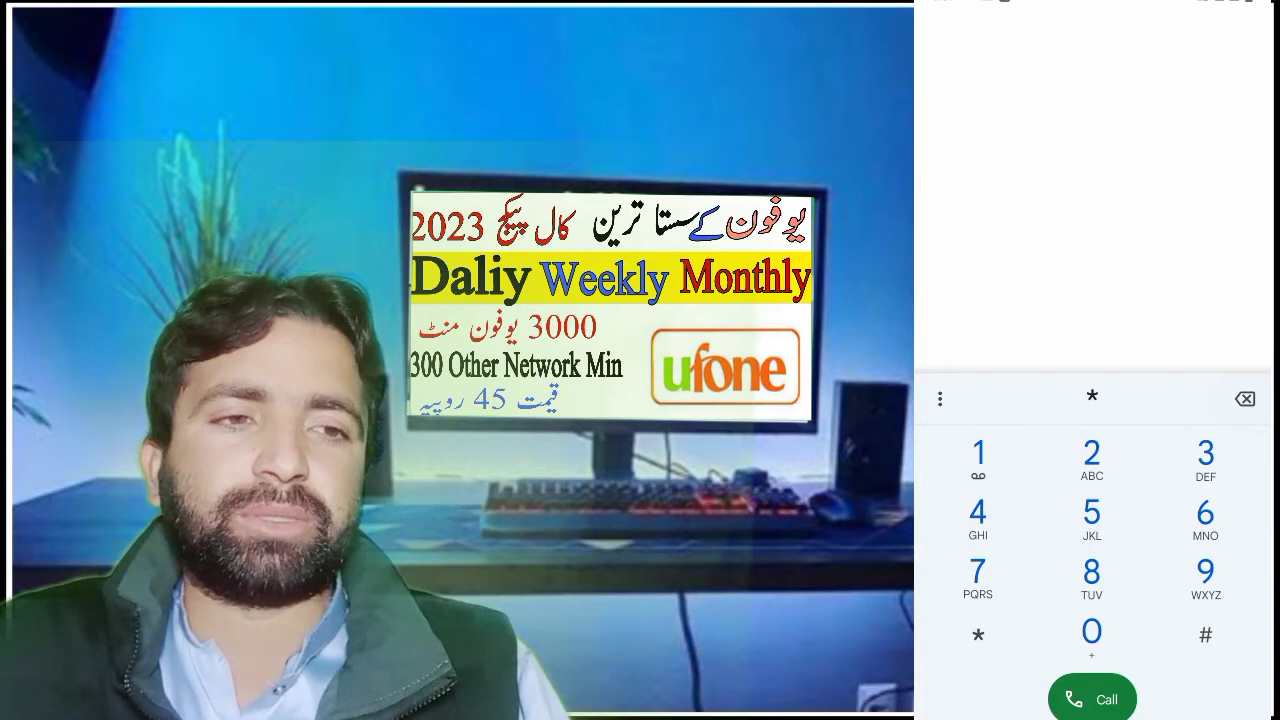 یوفون کے سستا ترین کال پیکج 2023
Daliy Weekly Monthly
3000 یوفون منٹ
300 Other Network Min
قیمت 45 روپیہ
ufone
*
1
2 ABC
3 DEF
4 GHI
5 JKL
6 MNO
7 PQRS
8 TUV
9 WXYZ
*
0 +
#
Call